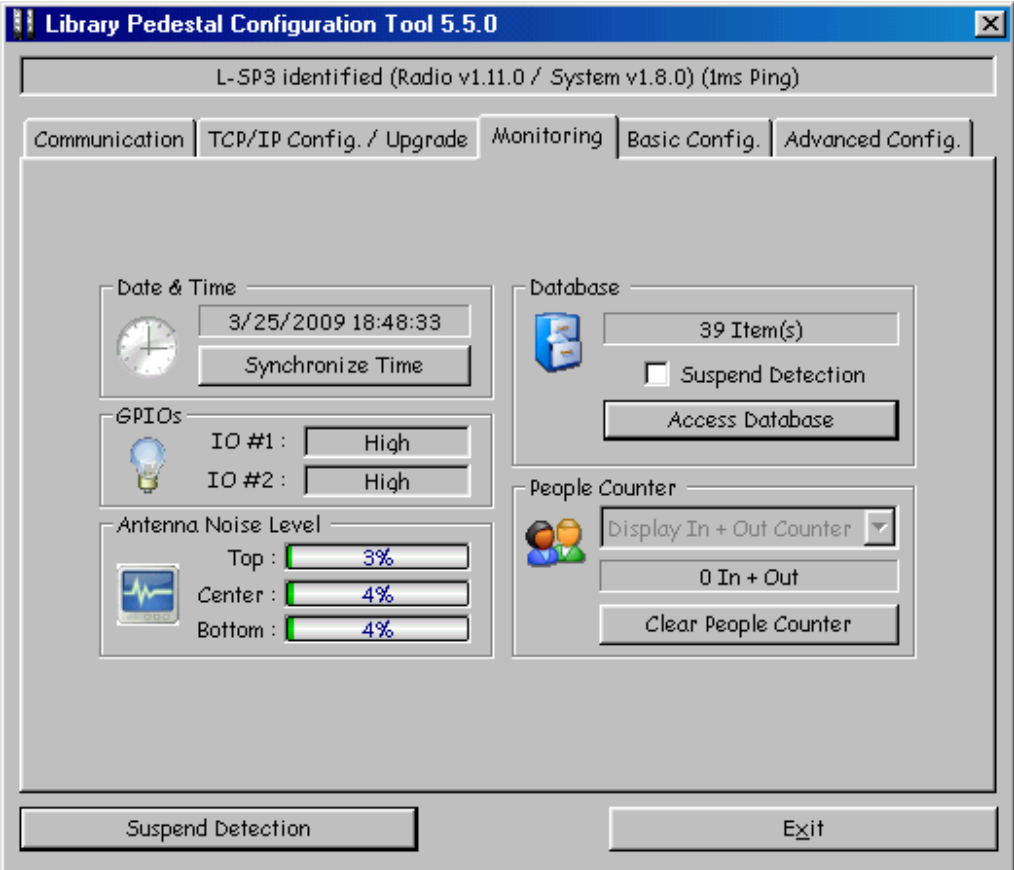 Library Pedestal Configuration Tool 5.5.0
L-SP3 identified (Radio v1.11.0 / System v1.8.0) (1ms Ping)
Communication
TCP/IP Config. / Upgrade
Monitoring
Basic Config.
Advanced Config.
Date & Time
3/25/2009 18:48:33
Synchronize Time
GPIOs
IO #1 : High
IO #2 : High
Antenna Noise Level
Top : 3%
Center : 4%
Bottom : 4%
Database
39 Item(s)
Suspend Detection
Access Database
People Counter
Display In + Out Counter
0 In + Out
Clear People Counter
Suspend Detection
Exit